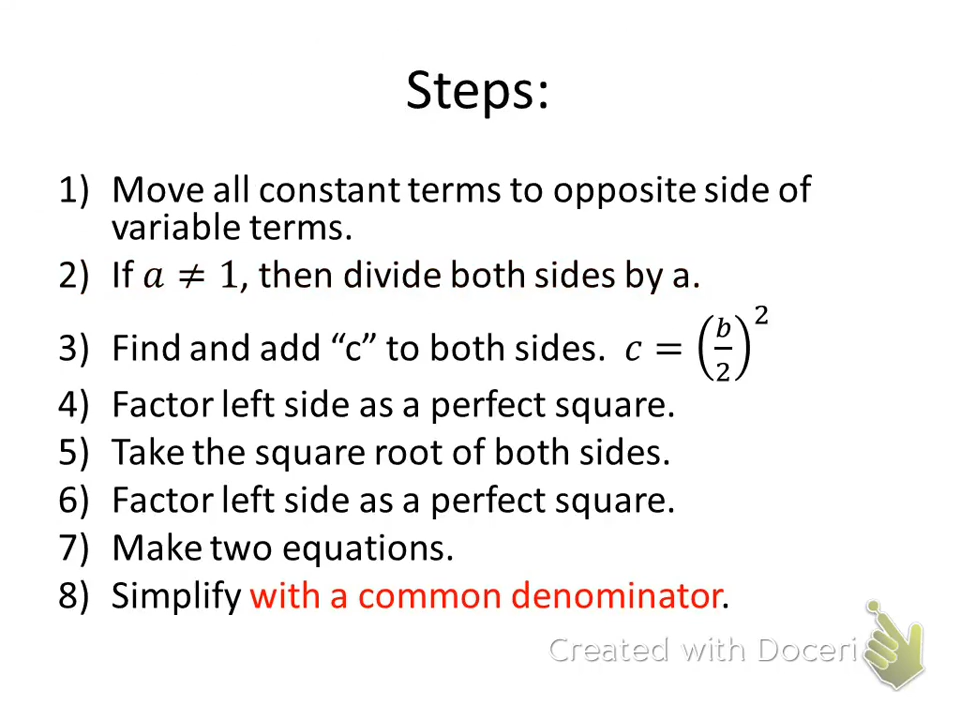 Steps:
1) Move all constant terms to opposite side of
variable terms.
2) If 𝑎 ≠ 1, then divide both sides by a.
3) Find and add “c” to both sides. 𝑐 = (𝑏/2)²
4) Factor left side as a perfect square.
5) Take the square root of both sides.
6) Factor left side as a perfect square.
7) Make two equations.
8) Simplify with a common denominator.
Created with Doceri